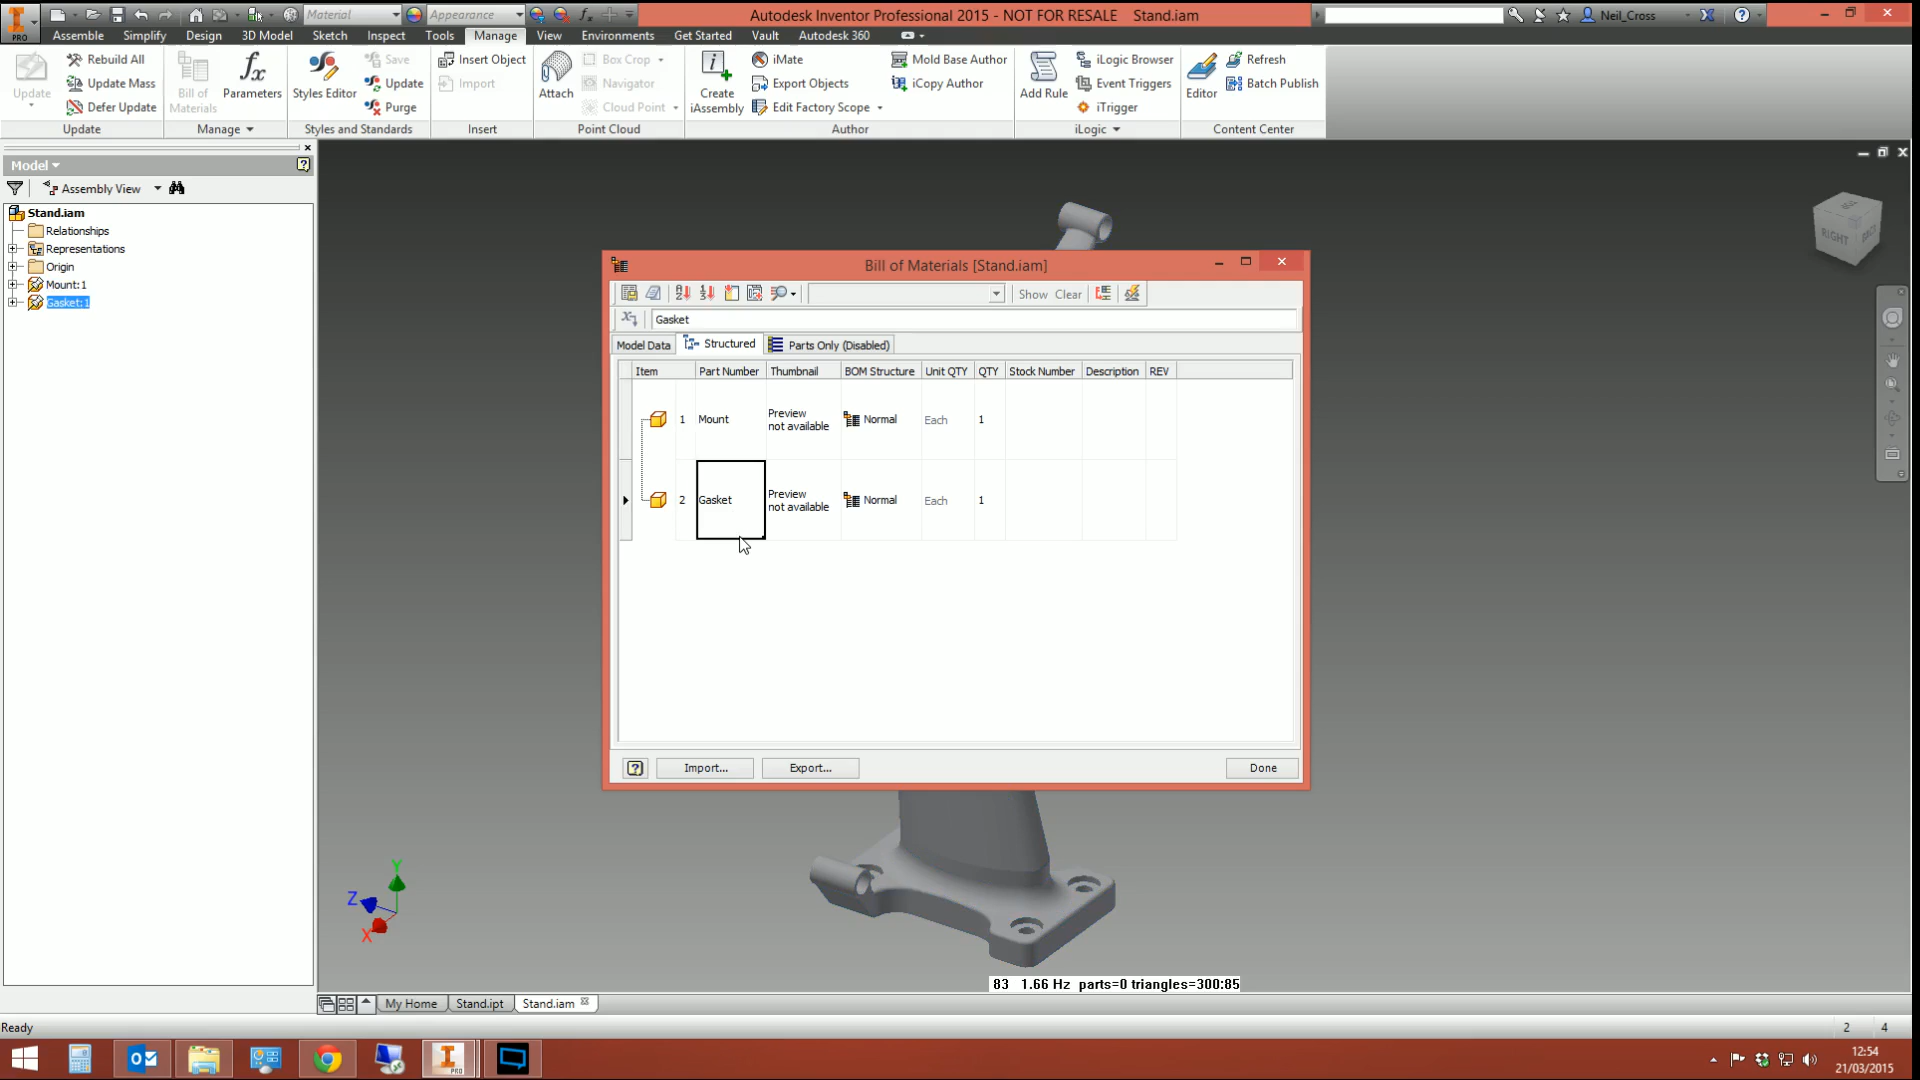 Material
Appearance
Autodesk Inventor Professional 2015 - NOT FOR RESALE Stand.iam
Neil_Cross
PRO
Assemble Simplify Design 3D Model Sketch Inspect Tools Manage View Environments Get Started Vault Autodesk 360
Update
Rebuild All
Update Mass
Defer Update
Update
Bill of Materials
Parameters
Manage
Styles Editor
Save
Update
Purge
Styles and Standards
Insert Object
Import
Insert
Attach
Box Crop
Navigator
Cloud Point
Point Cloud
Create iAssembly
iMate
Export Objects
Edit Factory Scope
Mold Base Author
iCopy Author
Author
Add Rule
iLogic Browser
Event Triggers
iTrigger
iLogic
Editor
Refresh
Batch Publish
Content Center
Model
Assembly View
Stand.iam
Relationships
Representations
Origin
Mount:1
Gasket:1
RIGHT
Bill of Materials [Stand.iam]
Show Clear
Gasket
Model Data Structured Parts Only (Disabled)
Item Part Number Thumbnail BOM Structure Unit QTY QTY Stock Number Description REV
1 Mount Preview not available Normal Each 1
2 Gasket Preview not available Normal Each 1
Import... Export... Done
Y
Z
X
83 1.66 Hz parts=0 triangles=300:85
My Home Stand.ipt Stand.iam
Ready 2 4
PRO
12:54
21/03/2015